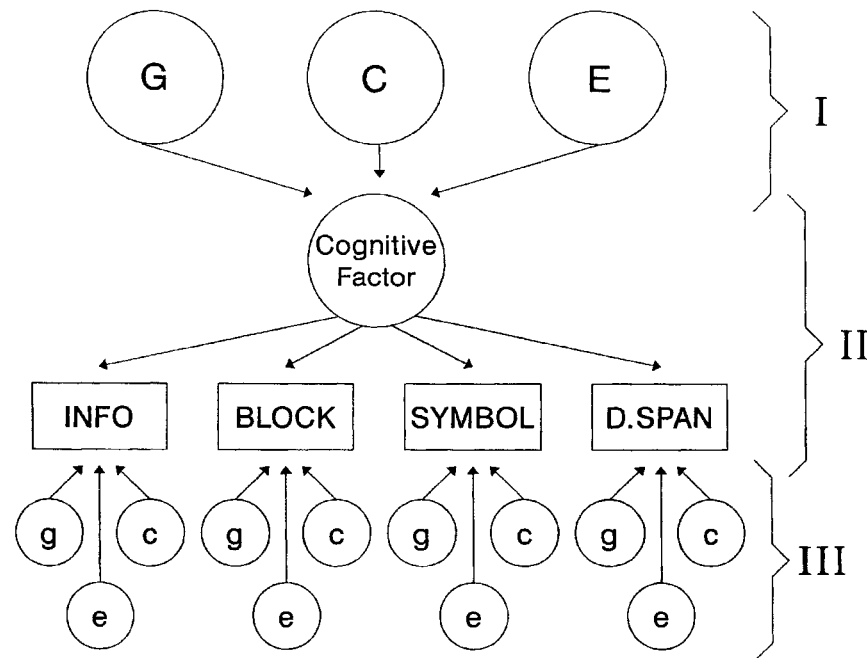 G C E
I
Cognitive
Factor
II
INFO BLOCK SYMBOL D.SPAN
g c g c g c g c
III
e e e e